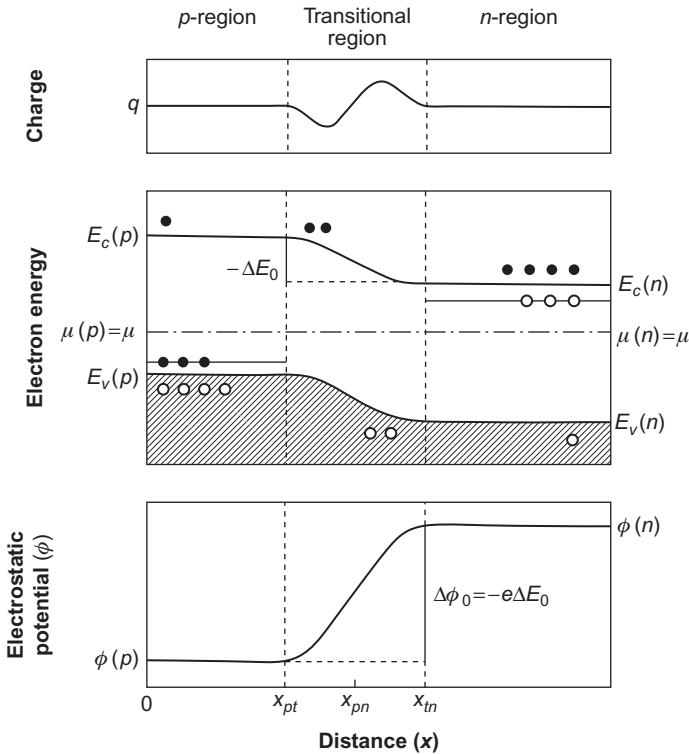 p-region
Transitional region
n-region
Charge
q
Electron energy
E_c(p)
−ΔE_0
E_c(n)
μ(p)=μ
μ(n)=μ
E_v(p)
E_v(n)
Electrostatic
potential (ϕ)
ϕ(n)
Δϕ_0=−eΔE_0
ϕ(p)
0
x_pt
x_pn
x_tn
Distance (x)